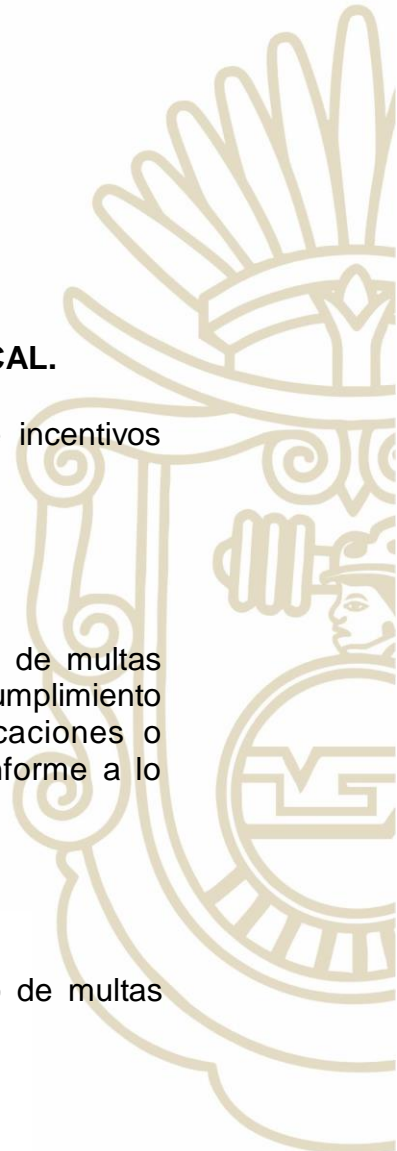 CAL.
incentivos
de multas
umplimiento
caciones o
nforme a lo
de multas